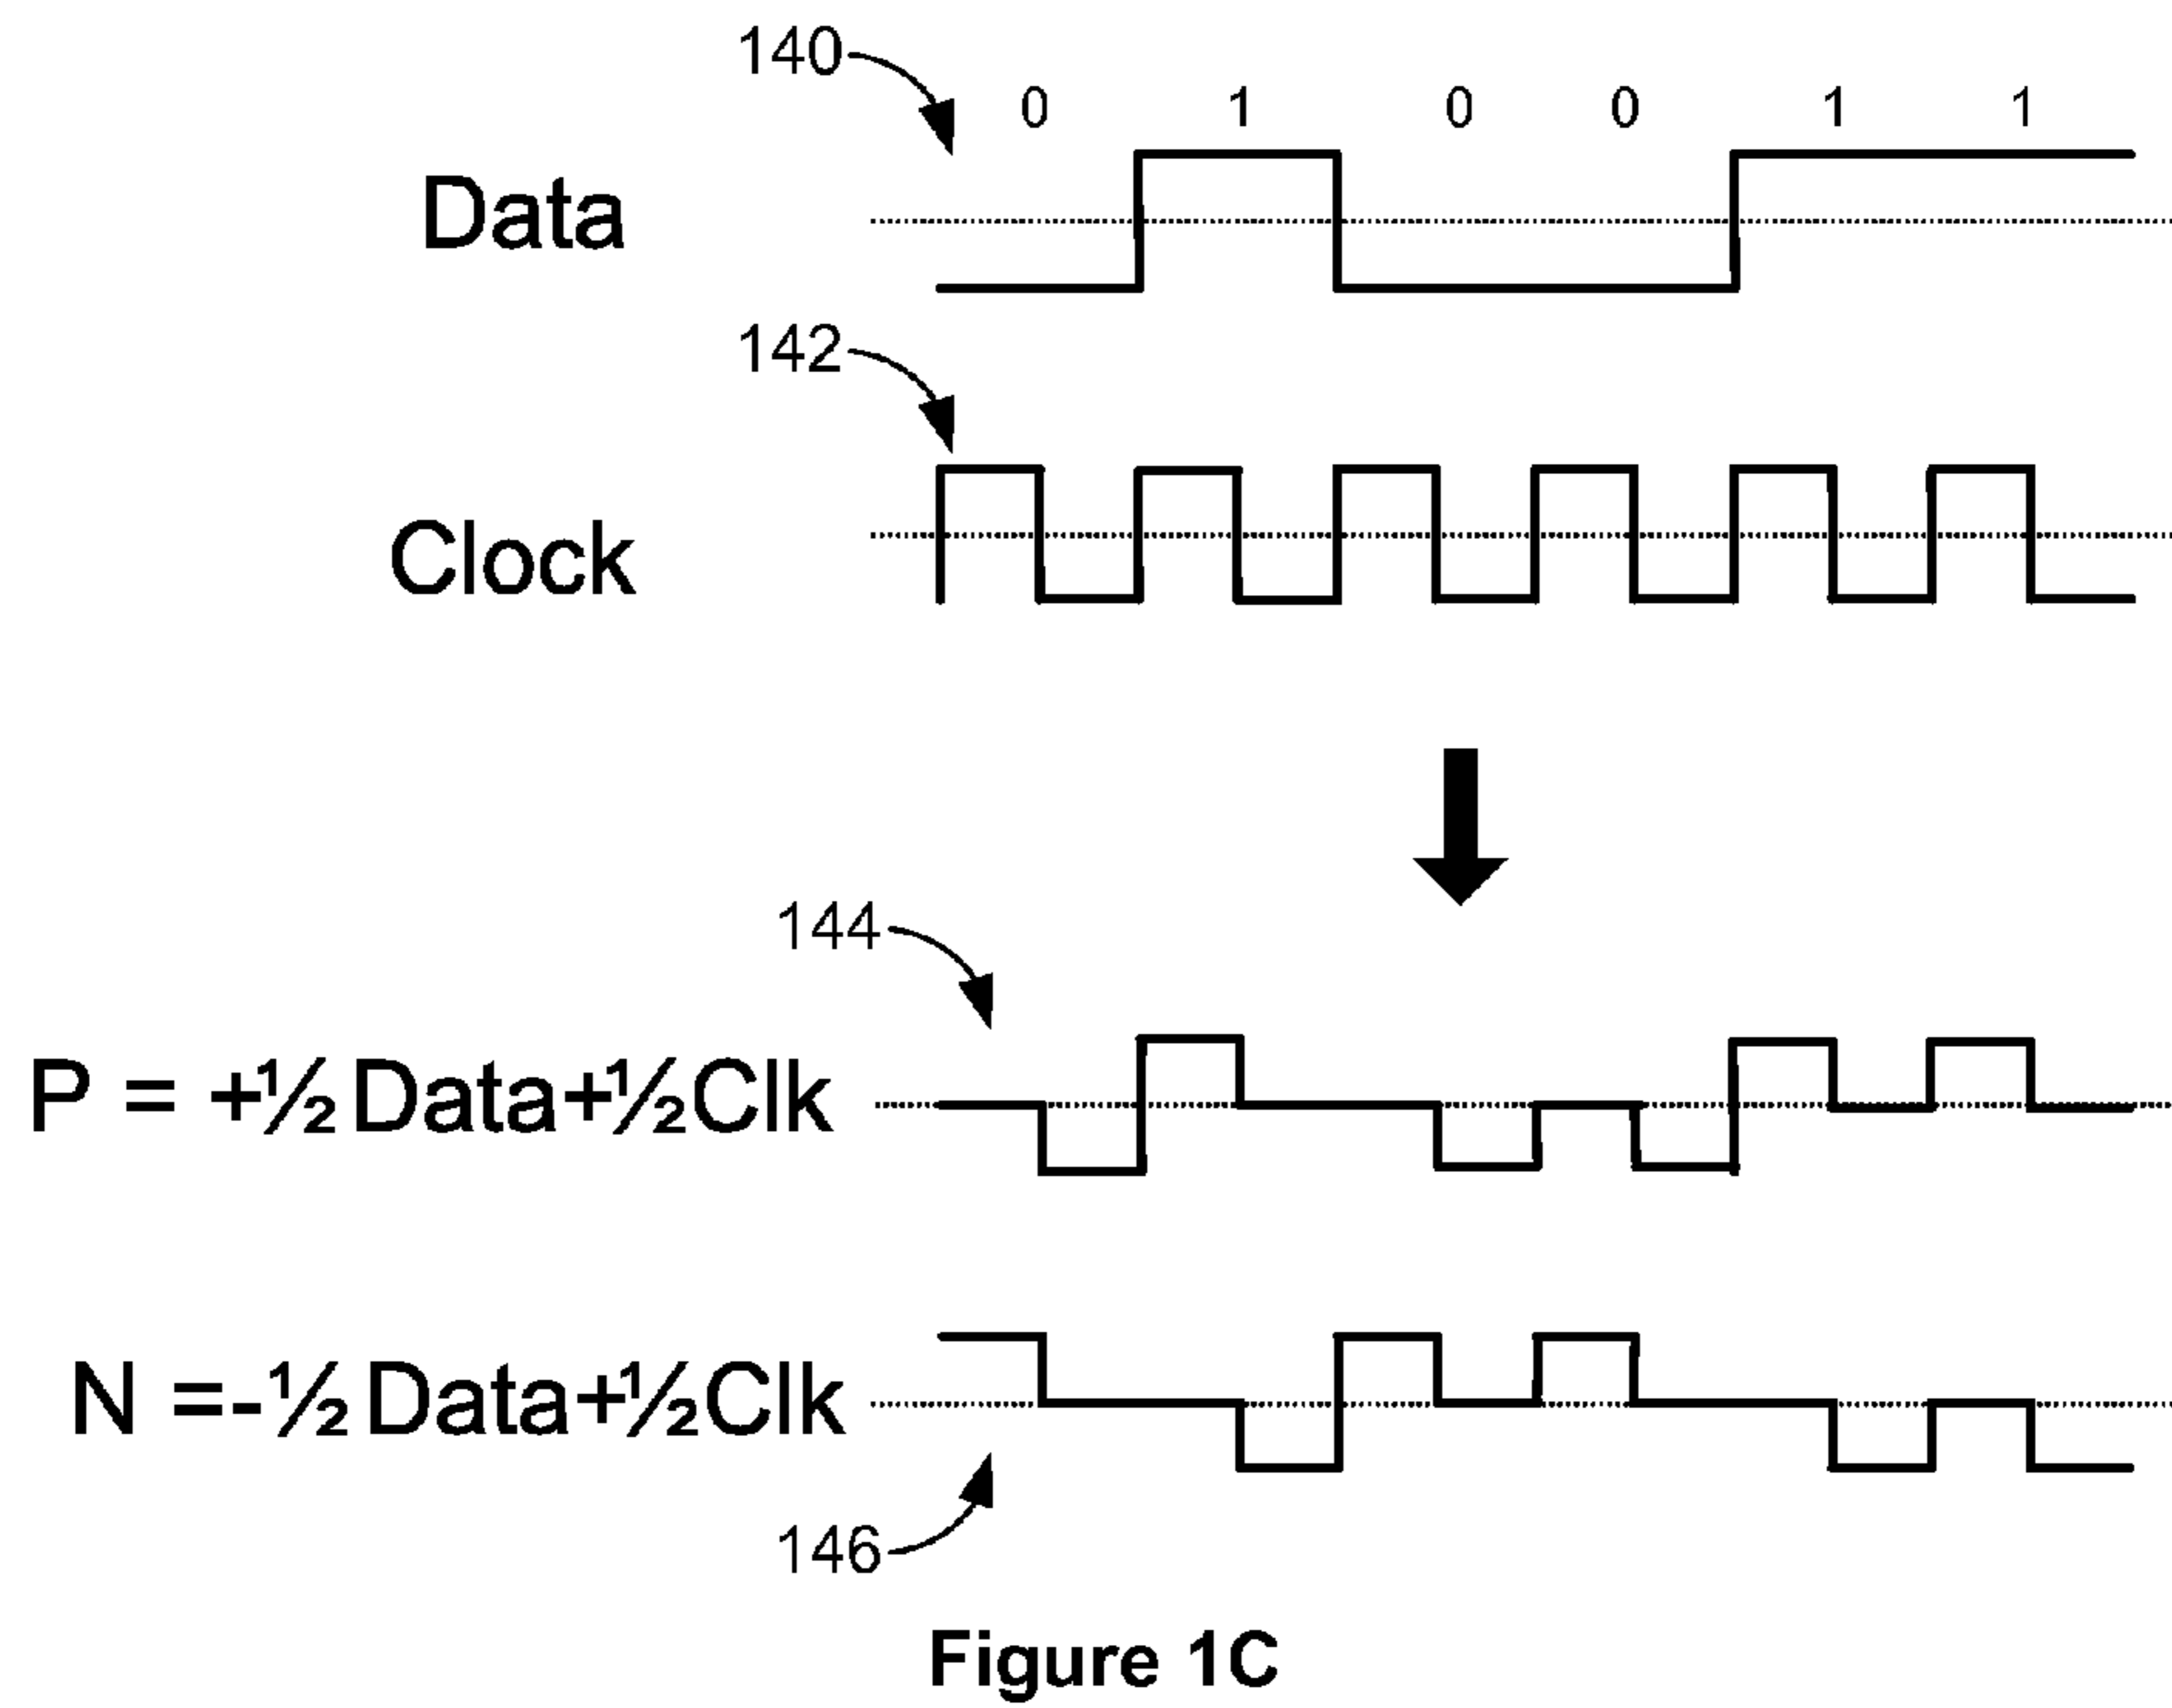 140
0 1 0 0 1 1
Data
142
Clock
144
P = +½ Data+½Clk
N =-½ Data+½Clk
146
Figure 1C